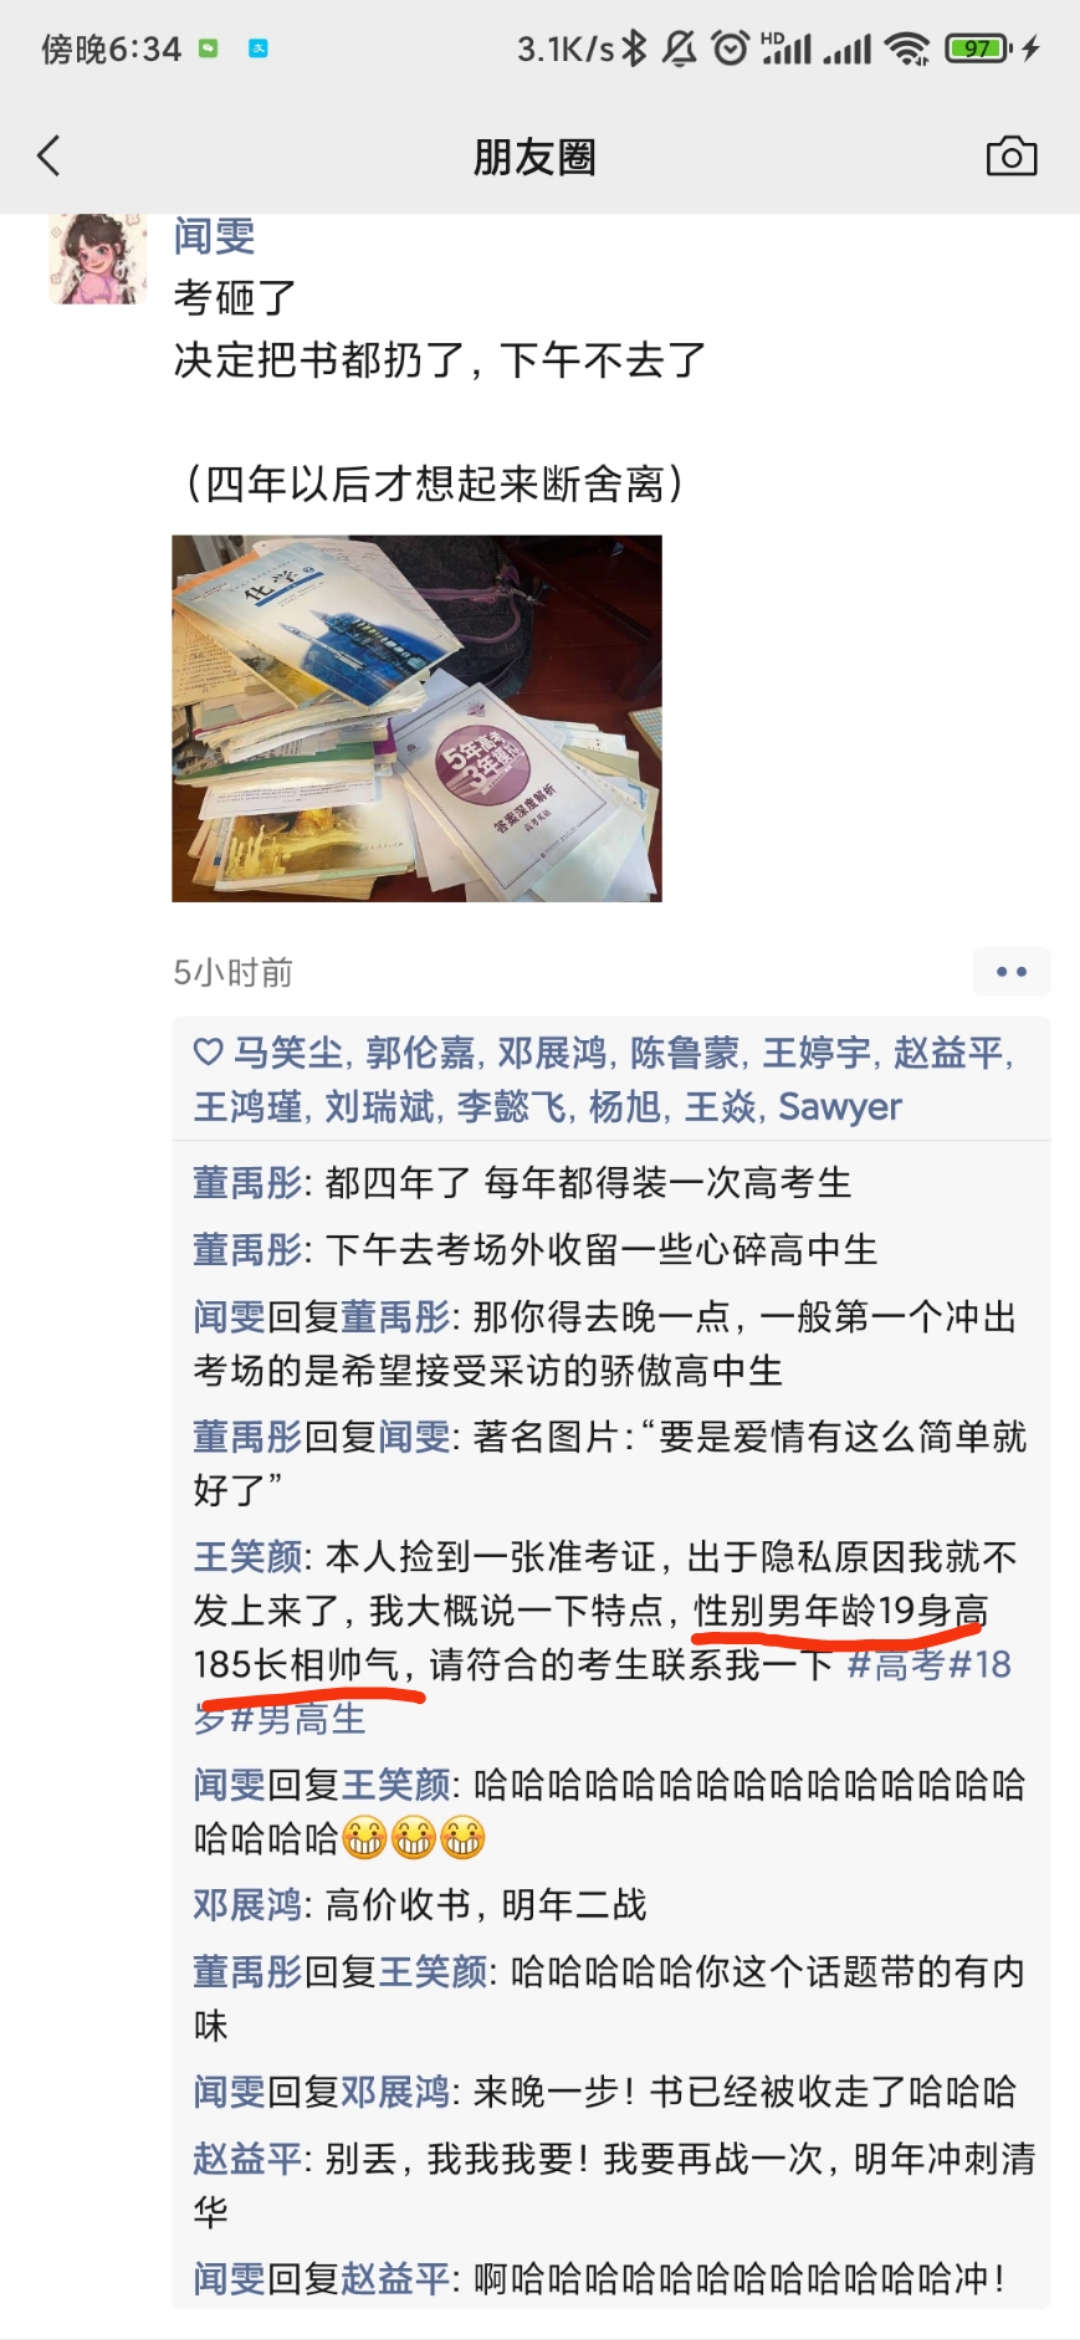 傍晚6:34
3.1K/s
HD
97
朋友圈
闻雯
考砸了
决定把书都扔了，下午不去了
（四年以后才想起来断舍离）
化学2
5年高考
3年模拟
答案深度解析
5小时前
马笑尘, 郭伦嘉, 邓展鸿, 陈鲁蒙, 王婷宇, 赵益平,
王鸿瑾, 刘瑞斌, 李懿飞, 杨旭, 王焱, Sawyer
董禹彤: 都四年了 每年都得装一次高考生
董禹彤: 下午去考场外收留一些心碎高中生
闻雯回复董禹彤: 那你得去晚一点，一般第一个冲出
考场的是希望接受采访的骄傲高中生
董禹彤回复闻雯: 著名图片：“要是爱情有这么简单就
好了”
王笑颜: 本人捡到一张准考证，出于隐私原因我就不
发上来了，我大概说一下特点，性别男年龄19身高
185长相帅气，请符合的考生联系我一下 #高考#18
岁#男高生
闻雯回复王笑颜: 哈哈哈哈哈哈哈哈哈哈哈哈哈哈哈
哈哈哈哈😁😁😁
邓展鸿: 高价收书，明年二战
董禹彤回复王笑颜: 哈哈哈哈哈你这个话题带的有内
味
闻雯回复邓展鸿: 来晚一步！书已经被收走了哈哈哈
赵益平: 别丢，我我我要！我要再战一次，明年冲刺清
华
闻雯回复赵益平: 啊哈哈哈哈哈哈哈哈哈哈哈哈冲！